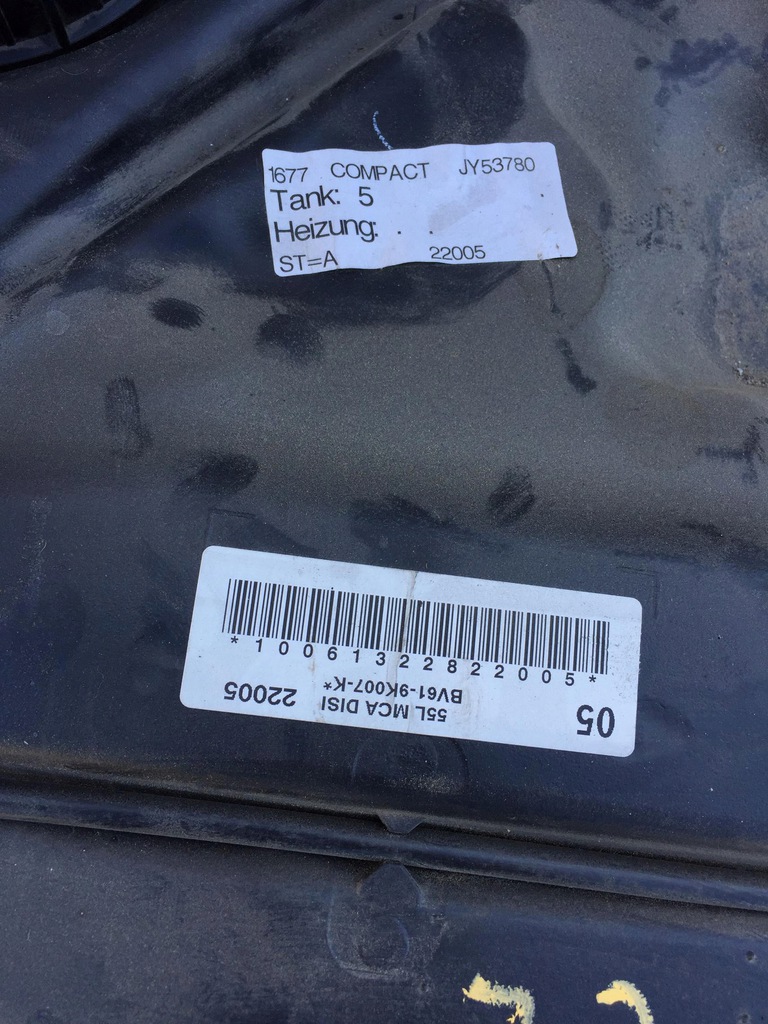 1677 COMPACT JY53780
Tank: 5
Heizung: . .
ST=A 22005
*10061322822005*
BV61-9K007-K*
55L MCA DISI
05 22005